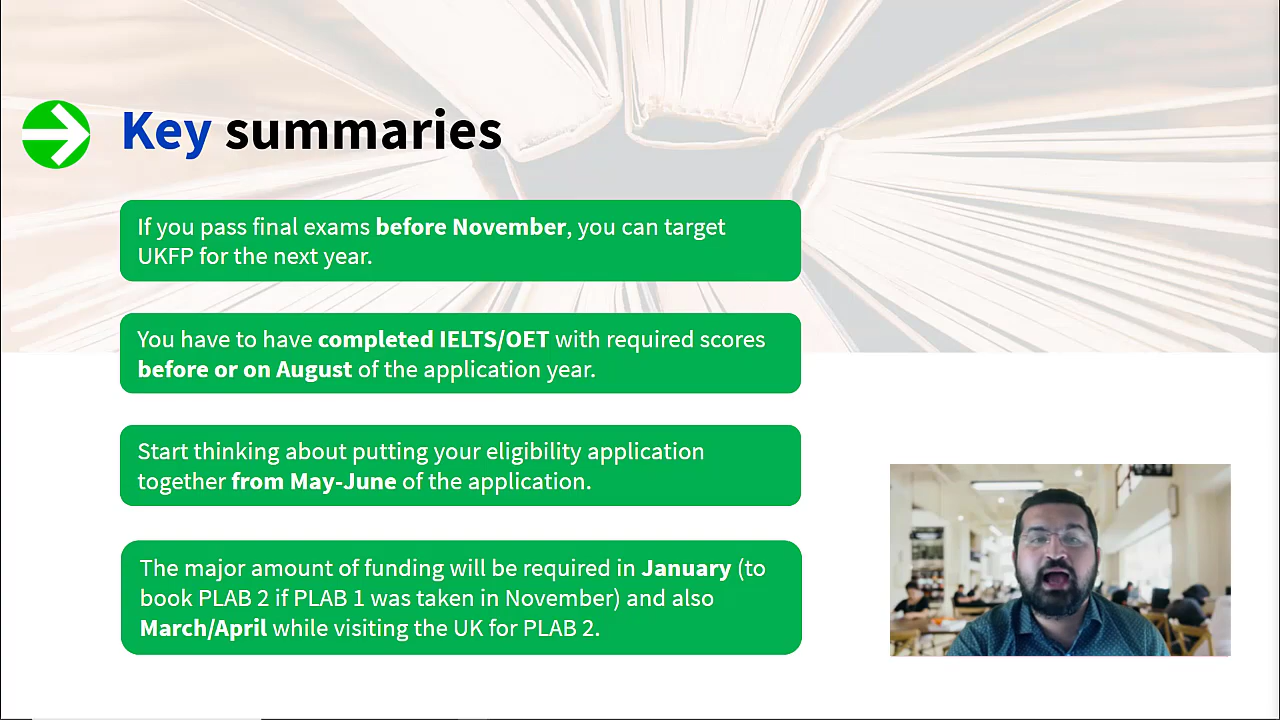 Key summaries
If you pass final exams before November, you can target
UKFP for the next year.
You have to have completed IELTS/OET with required scores
before or on August of the application year.
Start thinking about putting your eligibility application
together from May-June of the application.
The major amount of funding will be required in January (to
book PLAB 2 if PLAB 1 was taken in November) and also
March/April while visiting the UK for PLAB 2.